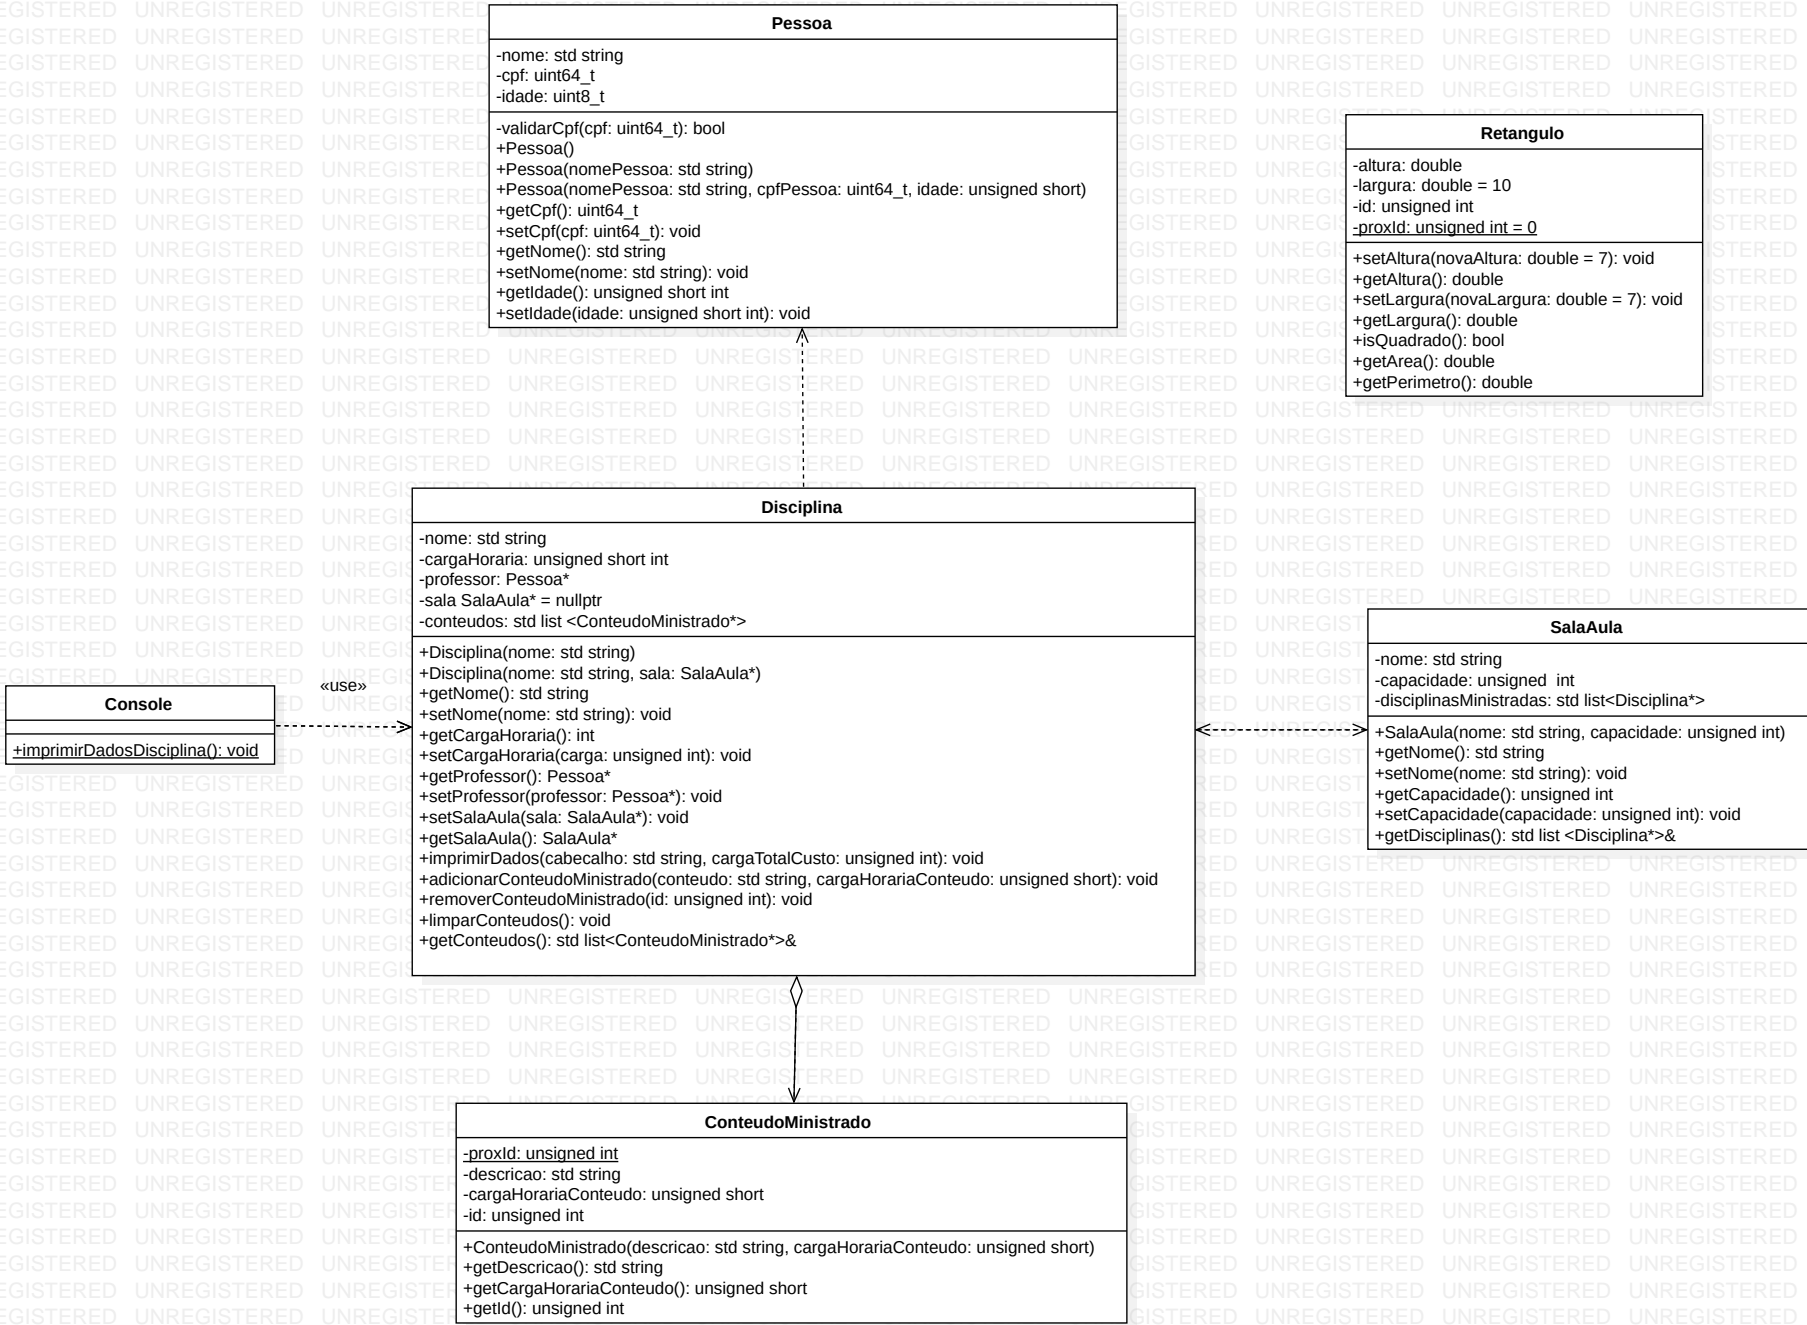 Pessoa
-nome: std string
-cpf: uint64_t
-idade: uint8_t
-validarCpf(cpf: uint64_t): bool
+Pessoa()
+Pessoa(nomePessoa: std string)
+Pessoa(nomePessoa: std string, cpfPessoa: uint64_t, idade: unsigned short)
+getCpf(): uint64_t
+setCpf(cpf: uint64_t): void
+getNome(): std string
+setNome(nome: std string): void
+getIdade(): unsigned short int
+setIdade(idade: unsigned short int): void
Retangulo
-altura: double
-largura: double = 10
-id: unsigned int
-proxId: unsigned int = 0
+setAltura(novaAltura: double = 7): void
+getAltura(): double
+setLargura(novaLargura: double = 7): void
+getLargura(): double
+isQuadrado(): bool
+getArea(): double
+getPerimetro(): double
Disciplina
-nome: std string
-cargaHoraria: unsigned short int
-professor: Pessoa*
-sala SalaAula* = nullptr
-conteudos: std list <ConteudoMinistrado*>
+Disciplina(nome: std string)
+Disciplina(nome: std string, sala: SalaAula*)
+getNome(): std string
+setNome(nome: std string): void
+getCargaHoraria(): int
+setCargaHoraria(carga: unsigned int): void
+getProfessor(): Pessoa*
+setProfessor(professor: Pessoa*): void
+setSalaAula(sala: SalaAula*): void
+getSalaAula(): SalaAula*
+imprimirDados(cabecalho: std string, cargaTotalCusto: unsigned int): void
+adicionarConteudoMinistrado(conteudo: std string, cargaHorariaConteudo: unsigned short): void
+removerConteudoMinistrado(id: unsigned int): void
+limparConteudos(): void
+getConteudos(): std list<ConteudoMinistrado*>&
«use»
Console
+imprimirDadosDisciplina(): void
SalaAula
-nome: std string
-capacidade: unsigned  int
-disciplinasMinistradas: std list<Disciplina*>
+SalaAula(nome: std string, capacidade: unsigned int)
+getNome(): std string
+setNome(nome: std string): void
+getCapacidade(): unsigned int
+setCapacidade(capacidade: unsigned int): void
+getDisciplinas(): std list <Disciplina*>&
ConteudoMinistrado
-proxId: unsigned int
-descricao: std string
-cargaHorariaConteudo: unsigned short
-id: unsigned int
+ConteudoMinistrado(descricao: std string, cargaHorariaConteudo: unsigned short)
+getDescricao(): std string
+getCargaHorariaConteudo(): unsigned short
+getId(): unsigned int